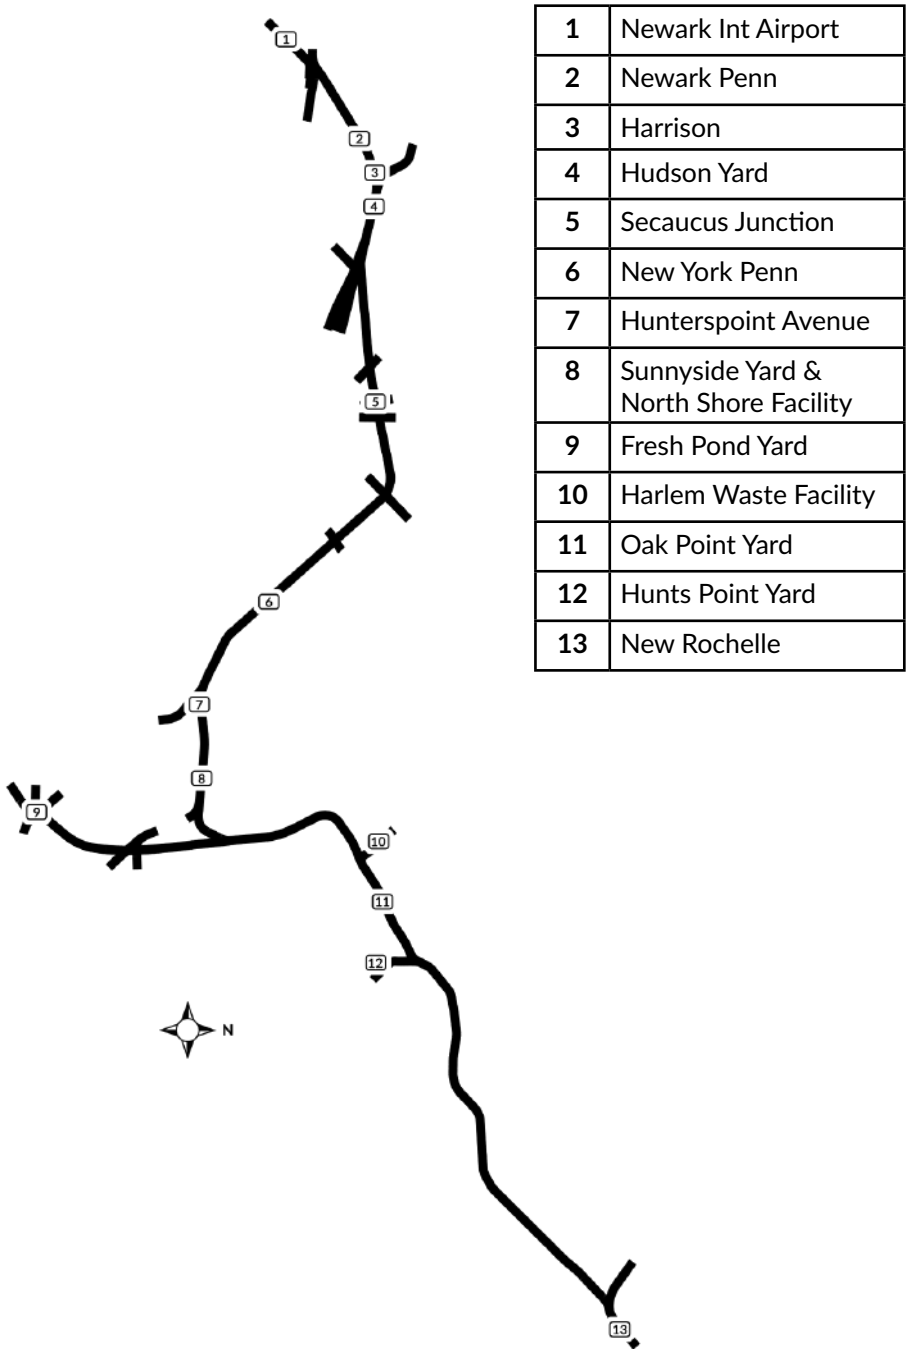 1 Newark Int Airport
2 Newark Penn
3 Harrison
4 Hudson Yard
5 Secaucus Junction
6 New York Penn
7 Hunterspoint Avenue
8 Sunnyside Yard &
North Shore Facility
9 Fresh Pond Yard
10 Harlem Waste Facility
11 Oak Point Yard
12 Hunts Point Yard
13 New Rochelle
1
2
3
4
5
6
7
8
9
10
11
12
N
13